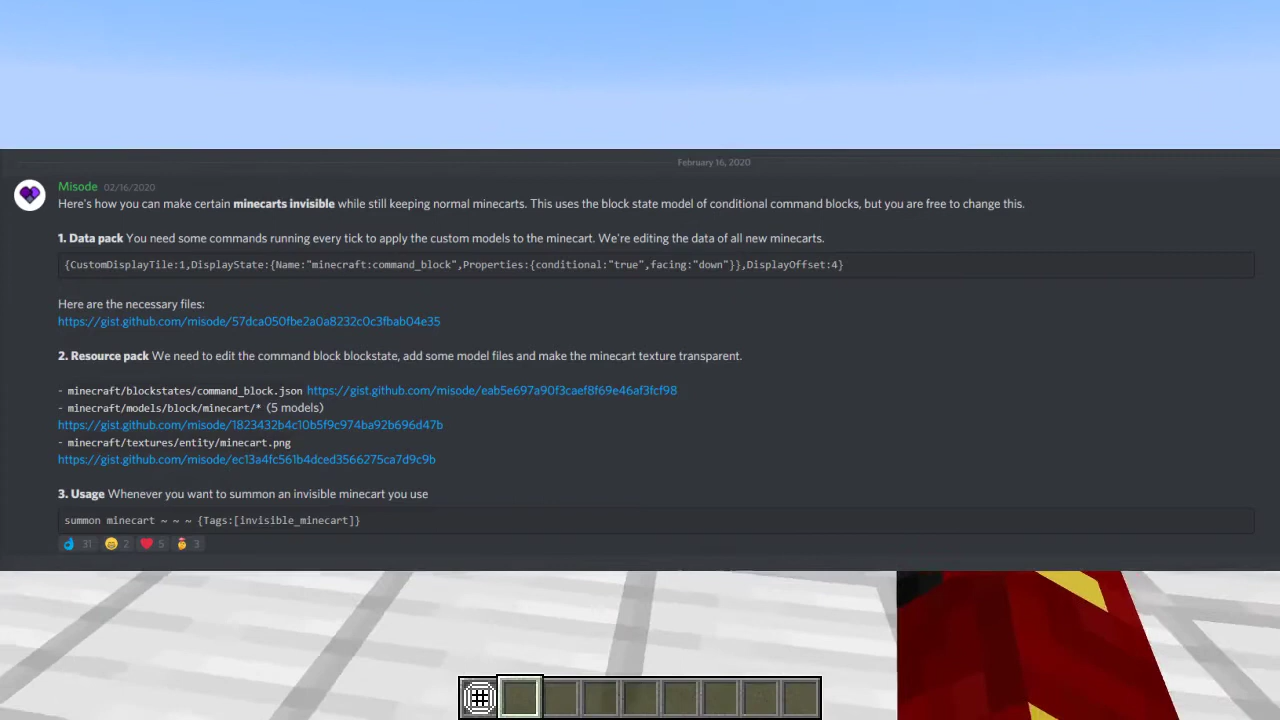 February 16, 2020
Misode 02/16/2020
Here's how you can make certain minecarts invisible while still keeping normal minecarts. This uses the block state model of conditional command blocks, but you are free to change this.
1. Data pack You need some commands running every tick to apply the custom models to the minecart. We're editing the data of all new minecarts.
{CustomDisplayTile:1,DisplayState:{Name:"minecraft:command_block",Properties:{conditional:"true",facing:"down"}},DisplayOffset:4}
Here are the necessary files:
https://gist.github.com/misode/57dca050fbe2a0a8232c0c3fbab04e35
2. Resource pack We need to edit the command block blockstate, add some model files and make the minecart texture transparent.
- minecraft/blockstates/command_block.json https://gist.github.com/misode/eab5e697a90f3caef8f69e46af3fcf98
- minecraft/models/block/minecart/* (5 models)
https://gist.github.com/misode/1823432b4c10b5f9c974ba92b696d47b
- minecraft/textures/entity/minecart.png
https://gist.github.com/misode/ec13a4fc561b4dced3566275ca7d9c9b
3. Usage Whenever you want to summon an invisible minecart you use
summon minecart ~ ~ ~ {Tags:[invisible_minecart]}
31 2 5 3